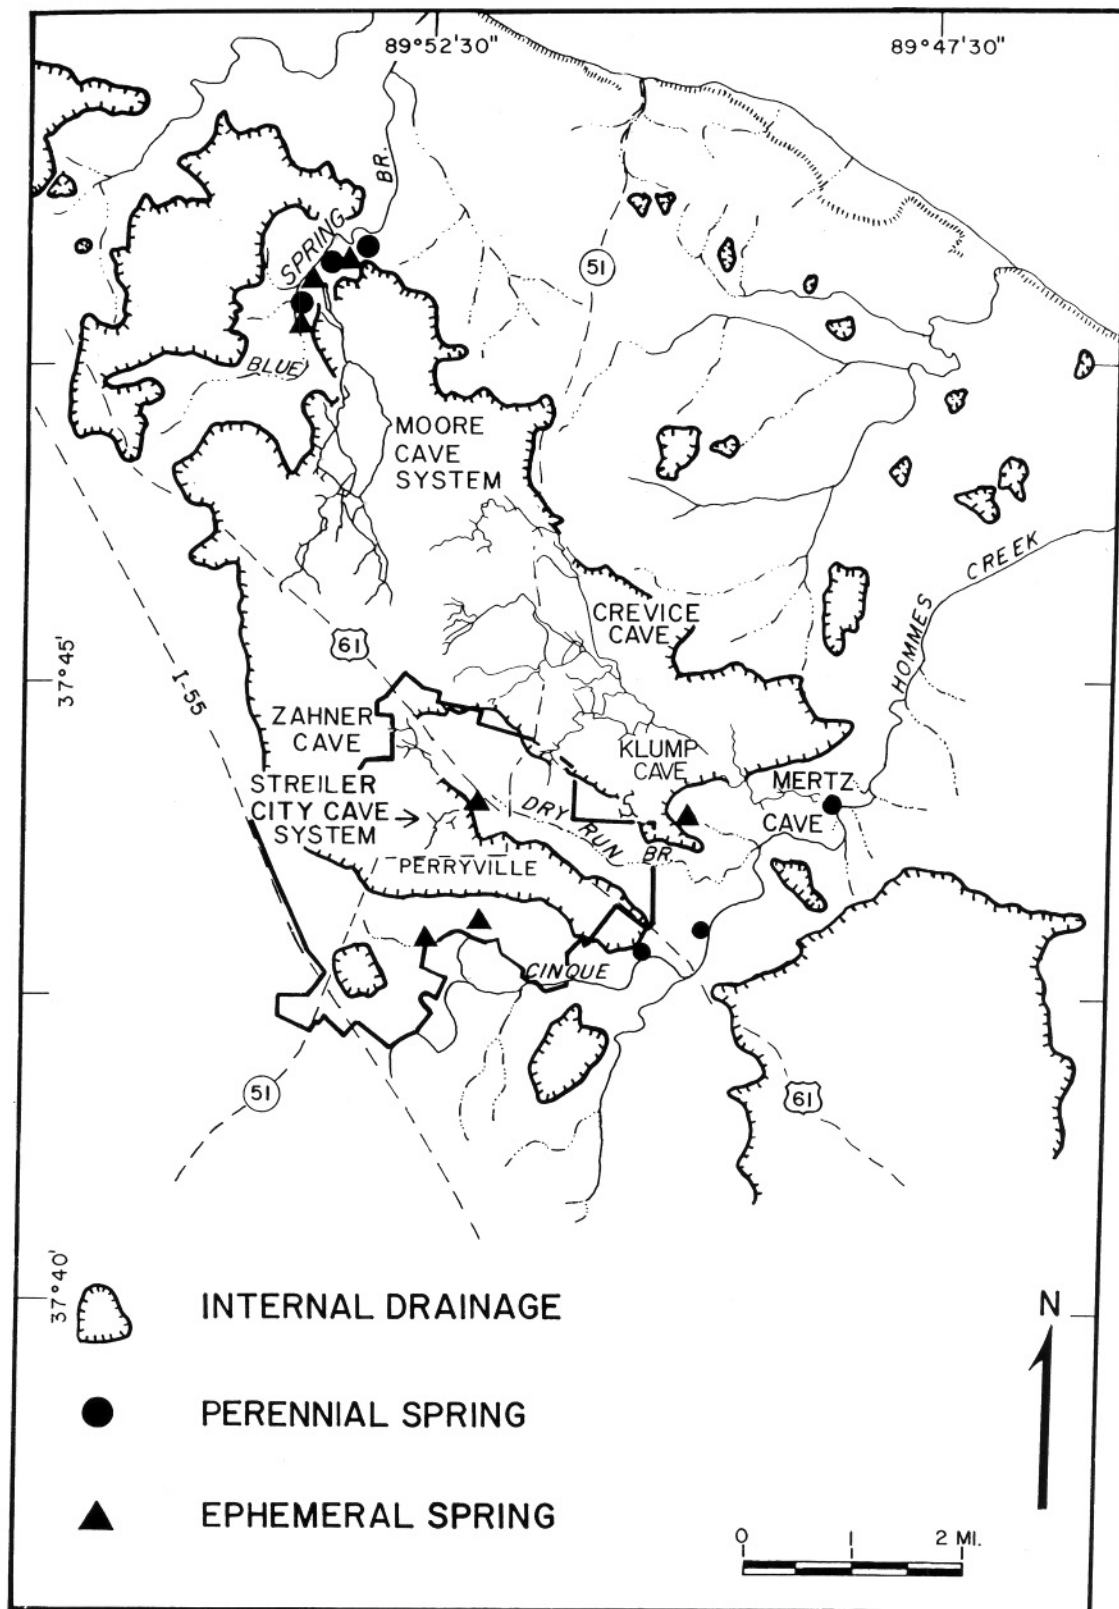 89°52'30"
89°47'30"
BR.
SPRING
BLUE
51
MOORE
CAVE
SYSTEM
CREEK
HOMMES
CREVICE
CAVE
61
37°45'
I-55
ZAHNER
CAVE
KLUMP
CAVE
MERTZ
CAVE
STREILER
CITY CAVE
SYSTEM
DRY RUN
BR.
PERRYVILLE
CINQUE
51
61
37°40'
INTERNAL DRAINAGE
N
PERENNIAL SPRING
EPHEMERAL SPRING
0 1 2 MI.